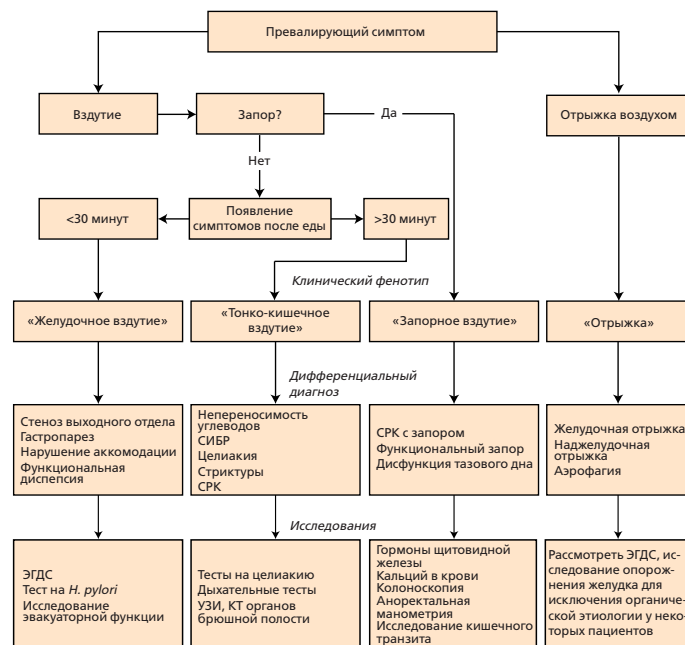 Превалирующий симптом
Вздутие
Запор?
Да
Отрыжка воздухом
Нет
<30 минут
Появление
симптомов после еды
>30 минут
Клинический фенотип
«Желудочное вздутие»
«Тонко-кишечное
вздутие»
«Запорное вздутие»
«Отрыжка»
Дифференциальный
диагноз
Стеноз выходного отдела
Гастропарез
Нарушение аккомодации
Функциональная
диспепсия
Непереносимость
углеводов
СИБР
Целиакия
Стриктуры
СРК
СРК с запором
Функциональный запор
Дисфункция тазового дна
Желудочная отрыжка
Наджелудочная
отрыжка
Аэрофагия
Исследования
ЭГДС
Тест на H. pylori
Исследование
эвакуаторной функции
Тесты на целиакию
Дыхательные тесты
УЗИ, КТ органов
брюшной полости
Гормоны щитовидной
железы
Кальций в крови
Колоноскопия
Аноректальная
манометрия
Исследование кишечного
транзита
Рассмотреть ЭГДС, ис-
следование опорож-
нения желудка для
исключения органиче-
ской этиологии у неко-
торых пациентов